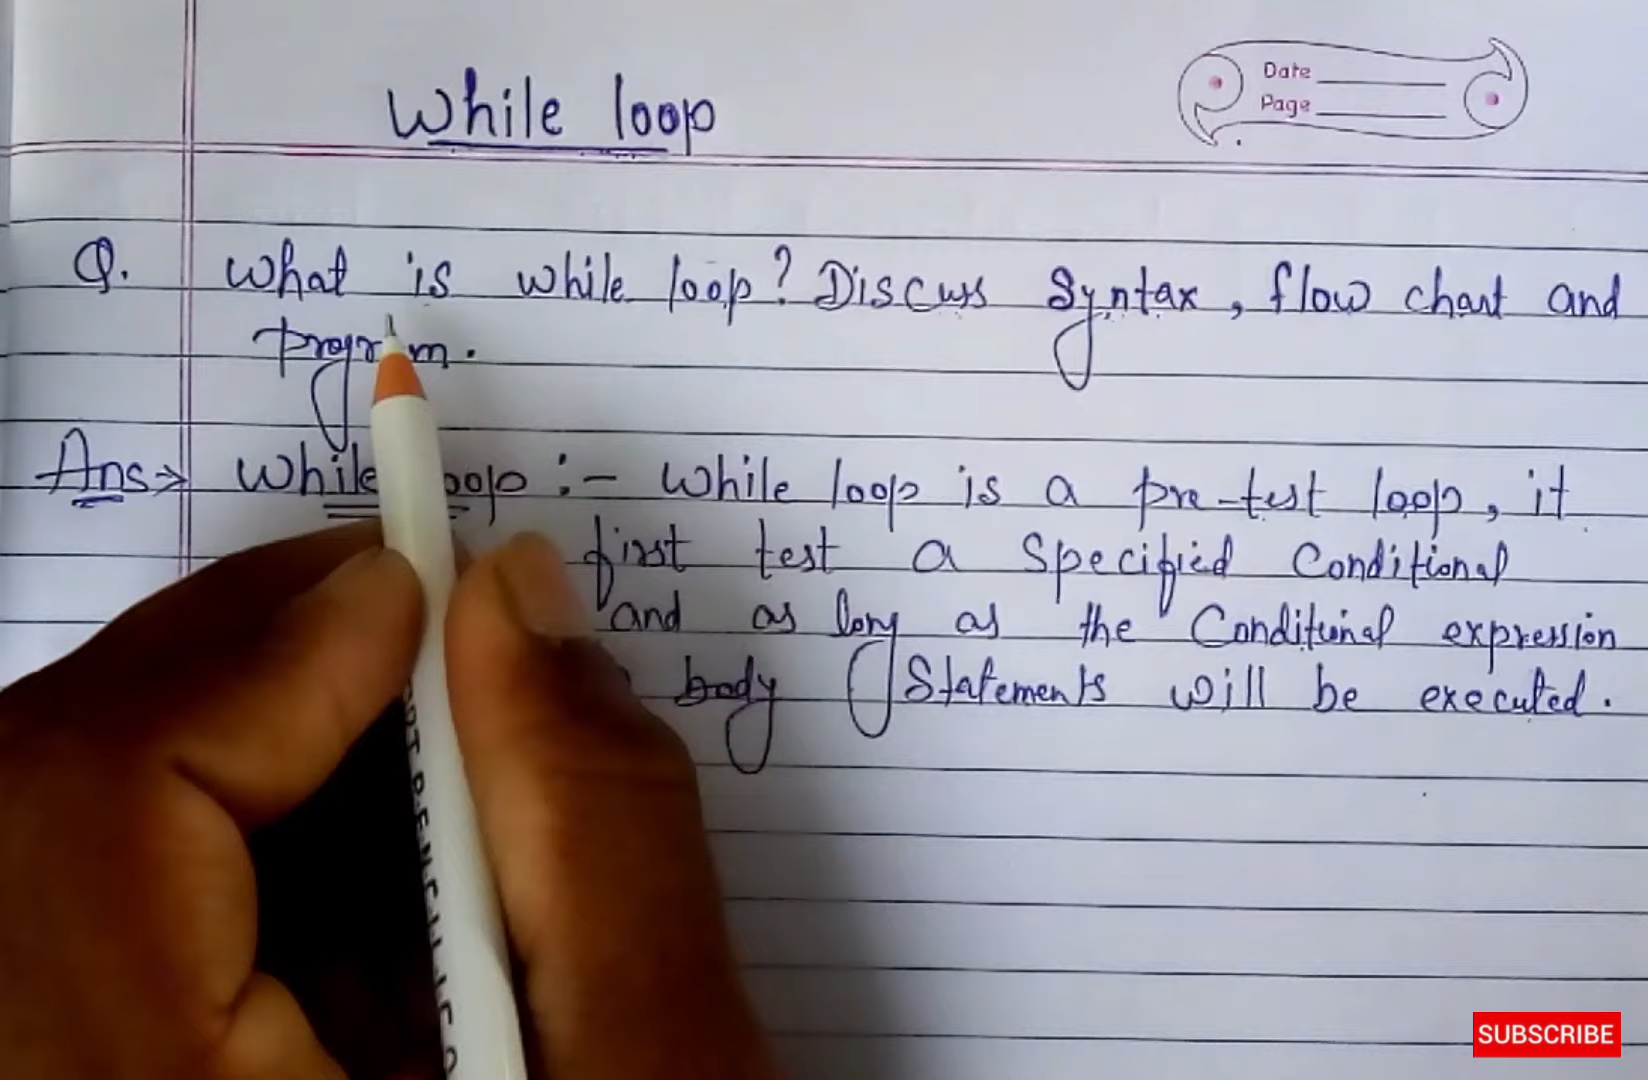 While loop
Date
Page
Q. What is while loop? Discuss Syntax, flow chart and
program.
Ans⇒ While loop :- While loop is a pre-test loop, it
first test a specified Conditional
and as long as the Conditional expression
body Statements will be executed.
SUBSCRIBE